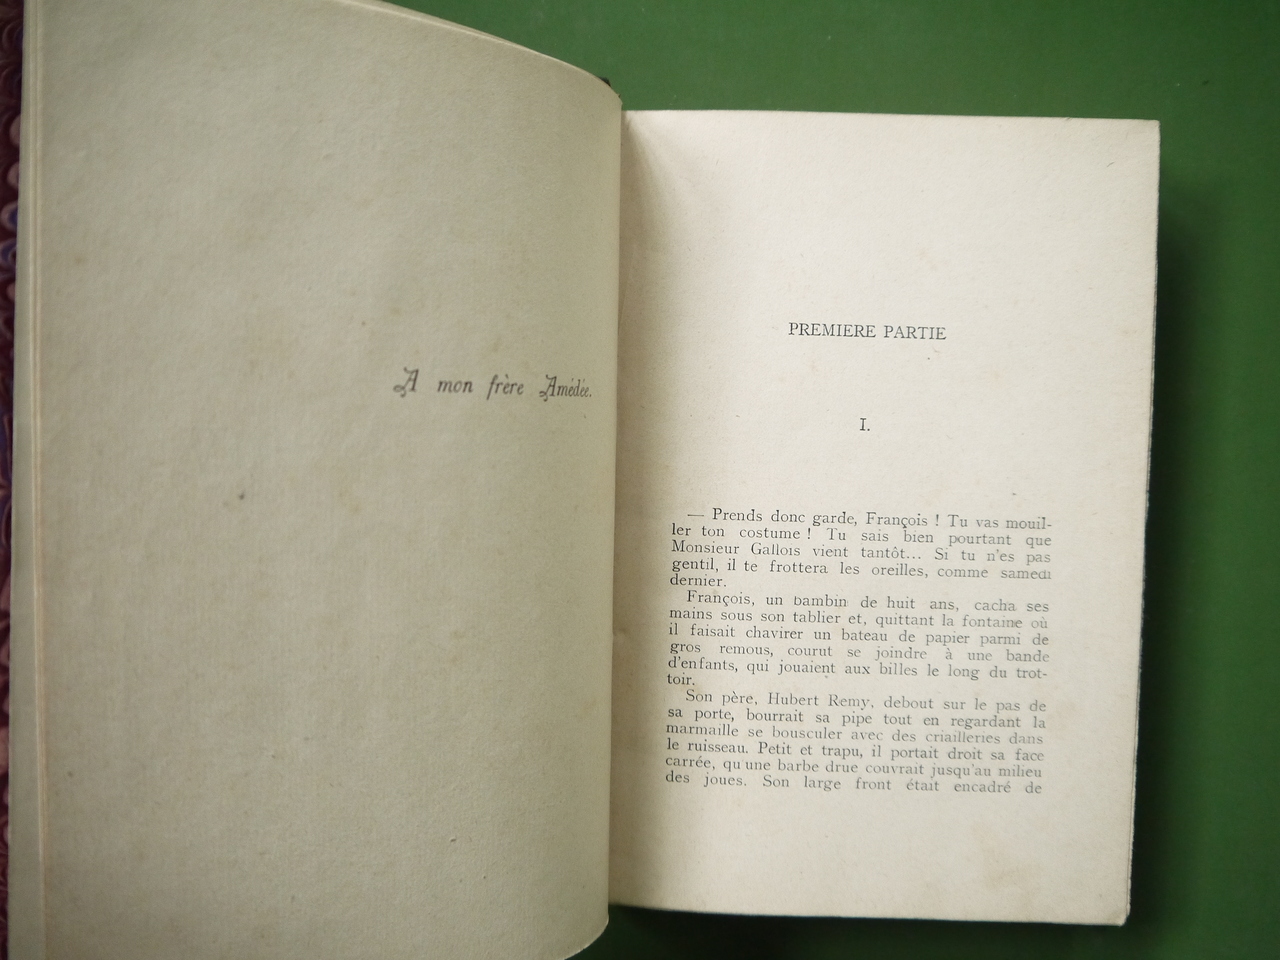 A mon frère Amédée.
PREMIERE PARTIE
I.
— Prends donc garde, François ! Tu vas mouil-
ler ton costume ! Tu sais bien pourtant que
Monsieur Gallois vient tantôt... Si tu n'es pas
gentil, il te frottera les oreilles, comme samedi
dernier.
François, un bambin de huit ans, cacha ses
mains sous son tablier et, quittant la fontaine où
il faisait chavirer un bateau de papier parmi de
gros remous, courut se joindre à une bande
d'enfants, qui jouaient aux billes le long du trot-
toir.
Son père, Hubert Remy, debout sur le pas de
sa porte, bourrait sa pipe tout en regardant la
marmaille se bousculer avec des criailleries dans
le ruisseau. Petit et trapu, il portait droit sa face
carrée, qu'une barbe drue couvrait jusqu'au milieu
des joues. Son large front était encadré de